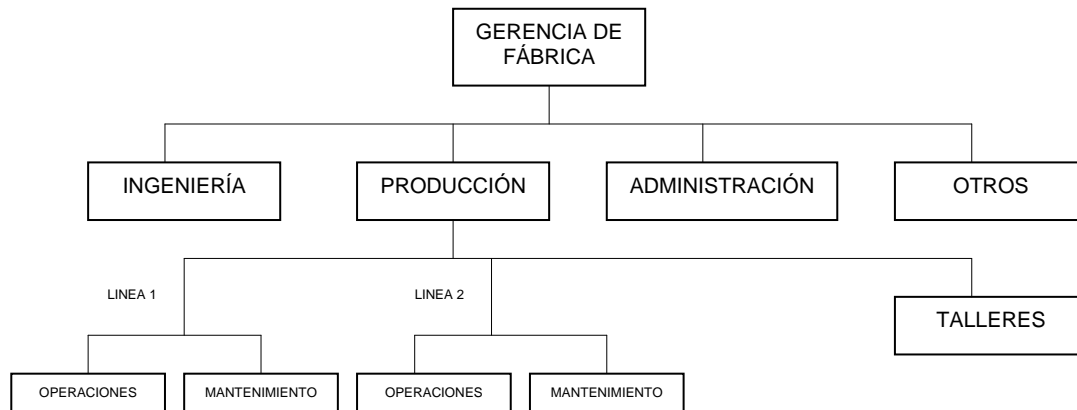 GERENCIA DE
FÁBRICA
INGENIERÍA
PRODUCCIÓN
ADMINISTRACIÓN
OTROS
LINEA 1
LINEA 2
TALLERES
OPERACIONES
MANTENIMIENTO
OPERACIONES
MANTENIMIENTO